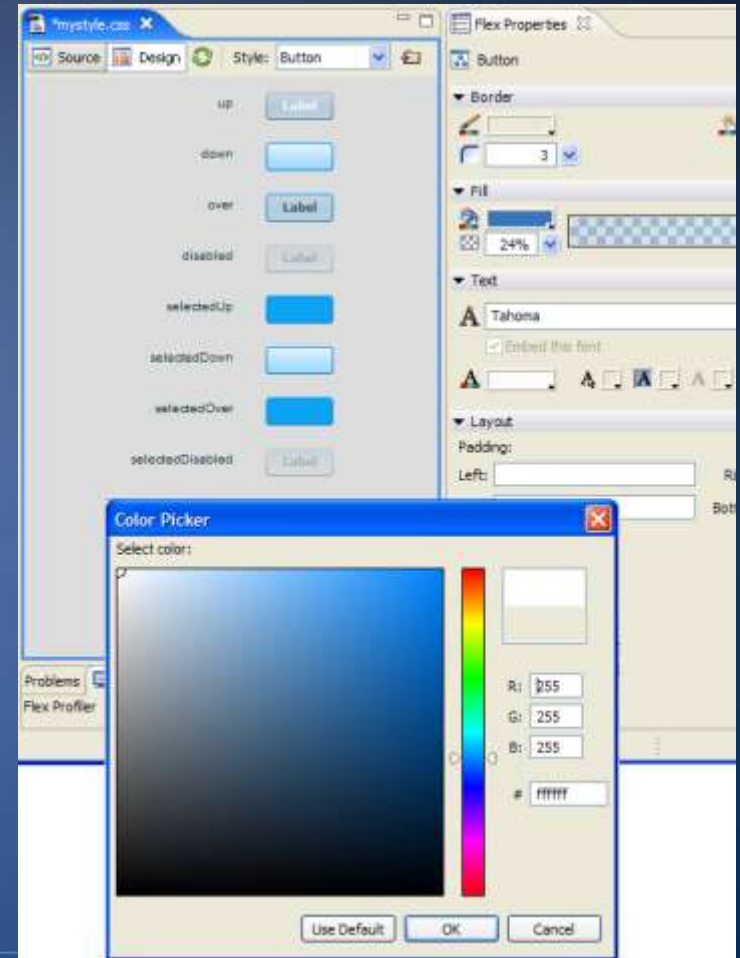 *mystyle.css
Flex Properties
Source Design Style: Button
Button
up Label
Border
down
3
over Label
Fill
24%
disabled Label
Text
selectedUp
Tahoma
selectedDown
Embed this font
A A A A
selectedOver
Layout
Padding:
selectedDisabled Label
Left:
Color Picker
Select color:
Problems
Flex Profiler
R: 255
G: 255
B: 255
# ffffff
Use Default OK Cancel